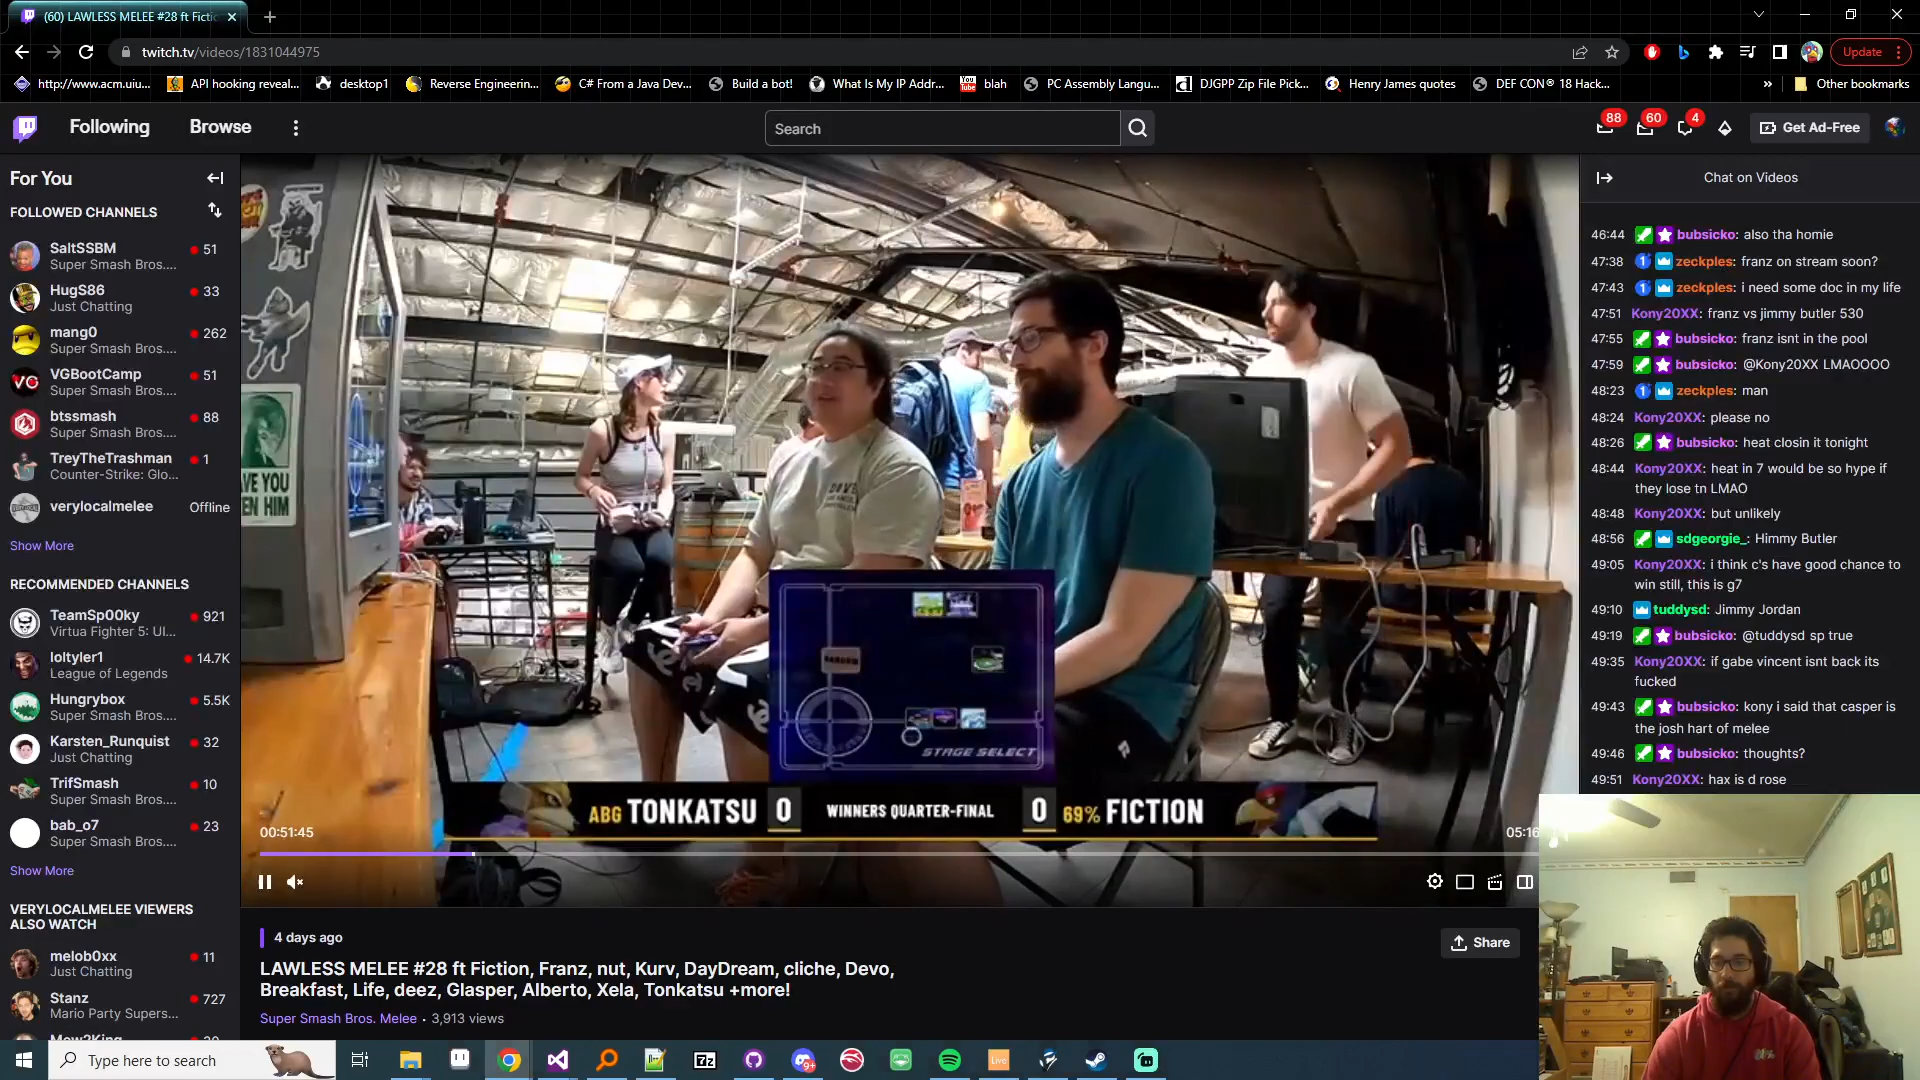 (60) LAWLESS MELEE #28 ft Fictio
twitch.tv/videos/1831044975
Update
http://www.acm.uiu...
API hooking reveal...
desktop1
Reverse Engineerin...
C# From a Java Dev...
Build a bot!
What Is My IP Addr...
blah
PC Assembly Langu...
DJGPP Zip File Pick...
Henry James quotes
DEF CON® 18 Hack...
»
Other bookmarks
Following
Browse
Search
88
60
4
Get Ad-Free
For You
FOLLOWED CHANNELS
SaltSSBM
51
Super Smash Bros....
HugS86
33
Just Chatting
mang0
262
Super Smash Bros....
VGBootCamp
51
Super Smash Bros....
btssmash
88
Super Smash Bros....
TreyTheTrashman
1
Counter-Strike: Glo...
verylocalmelee
Offline
Show More
RECOMMENDED CHANNELS
TeamSp00ky
921
Virtua Fighter 5: Ul...
loltyler1
14.7K
League of Legends
Hungrybox
5.5K
Super Smash Bros....
Karsten_Runquist
32
Just Chatting
TrifSmash
10
Super Smash Bros....
bab_o7
23
Super Smash Bros....
Show More
VERYLOCALMELEE VIEWERS
ALSO WATCH
melob0xx
11
Just Chatting
Stanz
727
Mario Party Supers...
Mew2King
AVE YOU
EN HIM
RANDOM
STAGE SELECT
ABG TONKATSU 0
WINNERS QUARTER-FINAL
0 69% FICTION
00:51:45
05:16
4 days ago
Share
LAWLESS MELEE #28 ft Fiction, Franz, nut, Kurv, DayDream, cliche, Devo,
Breakfast, Life, deez, Glasper, Alberto, Xela, Tonkatsu +more!
Super Smash Bros. Melee • 3,913 views
Chat on Videos
46:44 bubsicko: also tha homie
47:38 zeckples: franz on stream soon?
47:43 zeckples: i need some doc in my life
47:51 Kony20XX: franz vs jimmy butler 530
47:55 bubsicko: franz isnt in the pool
47:59 bubsicko: @Kony20XX LMAOOOO
48:23 zeckples: man
48:24 Kony20XX: please no
48:26 bubsicko: heat closin it tonight
48:44 Kony20XX: heat in 7 would be so hype if
they lose tn LMAO
48:48 Kony20XX: but unlikely
48:56 sdgeorgie_: Himmy Butler
49:05 Kony20XX: i think c's have good chance to
win still, this is g7
49:10 tuddysd: Jimmy Jordan
49:19 bubsicko: @tuddysd sp true
49:35 Kony20XX: if gabe vincent isnt back its
fucked
49:43 bubsicko: kony i said that casper is
the josh hart of melee
49:46 bubsicko: thoughts?
49:51 Kony20XX: hax is d rose
Type here to search
7z
9+
Live